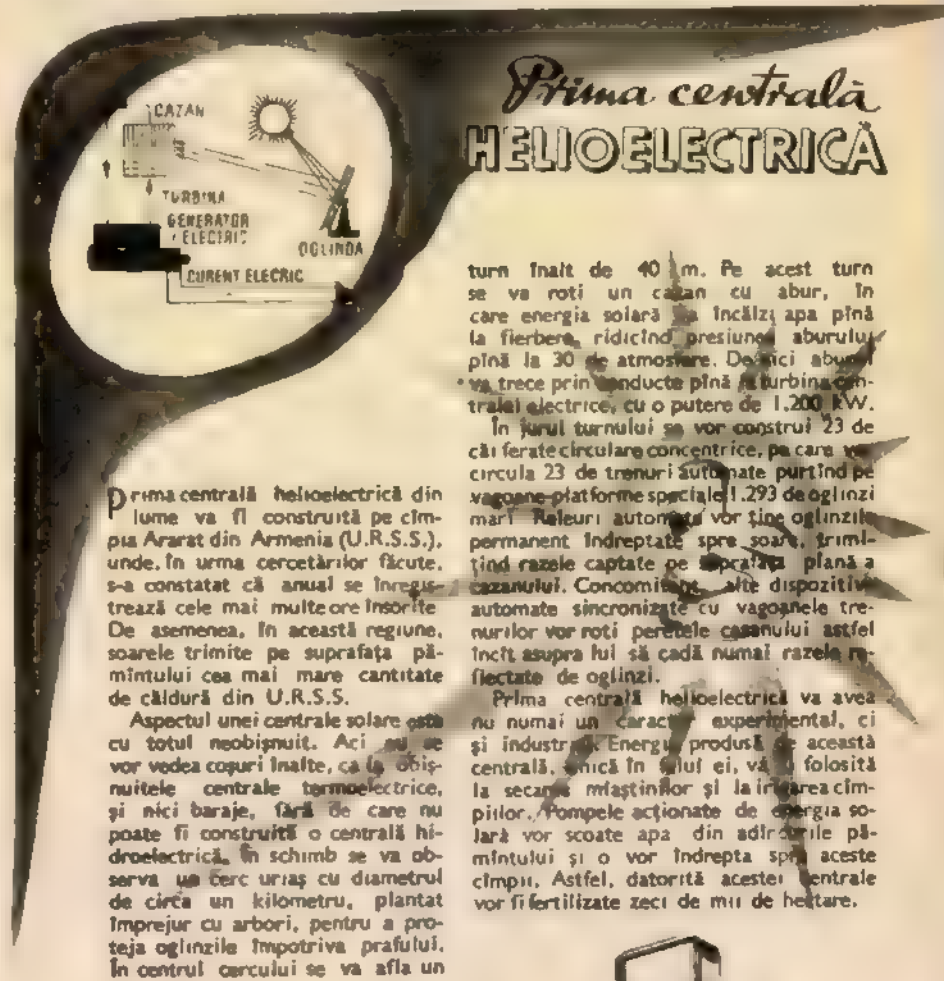 Prima centrală
HELIOELECTRICĂ
CAZAN
TURBINA
GENERATOR
ELECTRIC
OGLINDA
CURENT ELECRIC
Prima centrală helioelectrică din
lume va fi construită pe cîm-
pia Ararat din Armenia (U.R.S.S.),
unde, în urma cercetărilor făcute,
s-a constatat că anual se înregis-
trează cele mai multe ore însorite
De asemenea, în această regiune,
soarele trimite pe suprafața pă-
mîntului cea mai mare cantitate
de căldură din U.R.S.S.
Aspectul unei centrale solare este
cu totul neobișnuit. Aci nu se
vor vedea coșuri înalte, ca la obiș-
nuitele centrale termoelectrice,
și nici baraje, fără de care nu
poate fi construită o centrală hi-
droelectrică. În schimb se va ob-
serva un cerc uriaș cu diametrul
de circa un kilometru, plantat
împrejur cu arbori, pentru a pro-
teja oglinzile împotriva prafului.
În centrul cercului se va afla un
turn înalt de 40 m. Pe acest turn
se va roti un cazan cu abur, în
care energia solară va încălzi apa pînă
la fierbere, ridicînd presiunea aburului
pînă la 30 de atmosfere. De aici aburul
va trece prin conducte pînă la turbina cen-
tralei electrice, cu o putere de 1.200 kW.
În jurul turnului se vor construi 23 de
căi ferate circulare concentrice, pe care vor
circula 23 de trenuri automate purtînd pe
vagoane-platforme speciale 1.293 de oglinzi
mari Releuri automate vor ține oglinzile
permanent îndreptate spre soare, trimi-
țînd razele captate pe suprafața plană a
cazanului. Concomitent, alte dispozitive
automate sincronizate cu vagoanele tre-
nurilor vor roti peretele cazanului astfel
încît asupra lui să cadă numai razele re-
flectate de oglinzi.
Prima centrală helioelectrică va avea
nu numai un caracter experimental, ci
și industrial. Energia produsă de această
centrală, unică în felul ei, va fi folosită
la secarea mlaștinilor și la irigarea cîm-
piilor. Pompele acționate de energia so-
lară vor scoate apa din adîncurile pă-
mîntului și o vor îndrepta spre aceste
cîmpii. Astfel, datorită acestei centrale
vor fi fertilizate zeci de mii de hectare.